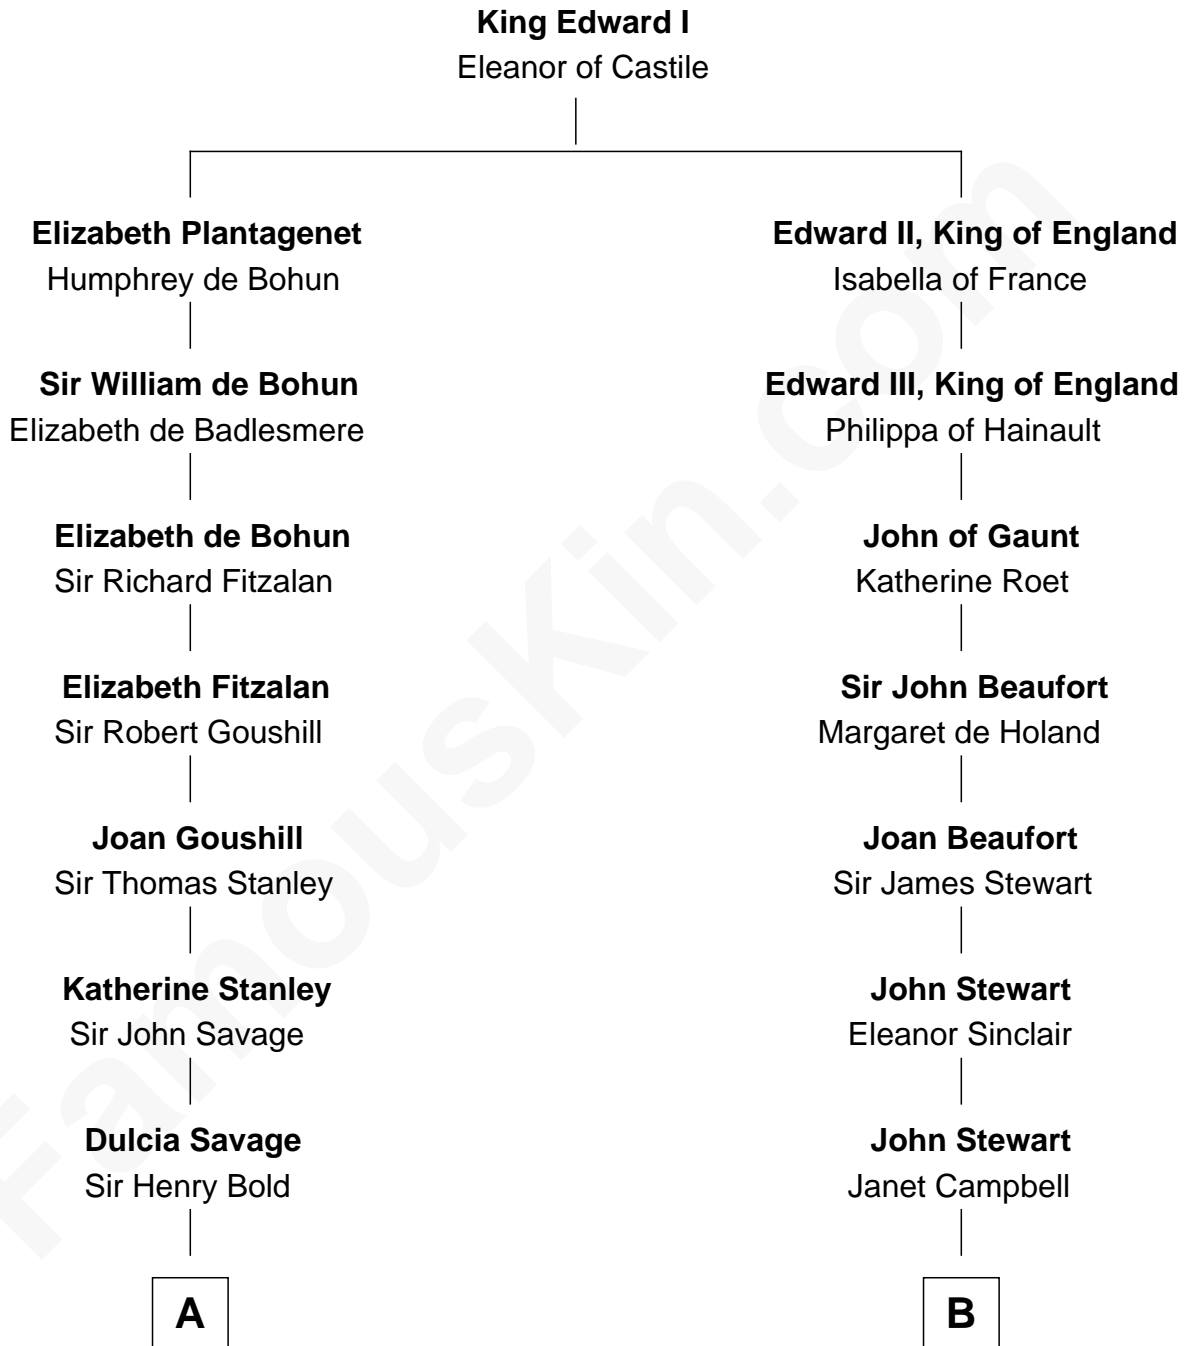 King Edward I
Eleanor of Castile
Elizabeth Plantagenet
Humphrey de Bohun
Edward II, King of England
Isabella of France
Sir William de Bohun
Elizabeth de Badlesmere
Edward III, King of England
Philippa of Hainault
Elizabeth de Bohun
Sir Richard Fitzalan
John of Gaunt
Katherine Roet
Elizabeth Fitzalan
Sir Robert Goushill
Sir John Beaufort
Margaret de Holand
Joan Goushill
Sir Thomas Stanley
Joan Beaufort
Sir James Stewart
Katherine Stanley
Sir John Savage
John Stewart
Eleanor Sinclair
Dulcia Savage
Sir Henry Bold
John Stewart
Janet Campbell
A
B
FamousKin.com